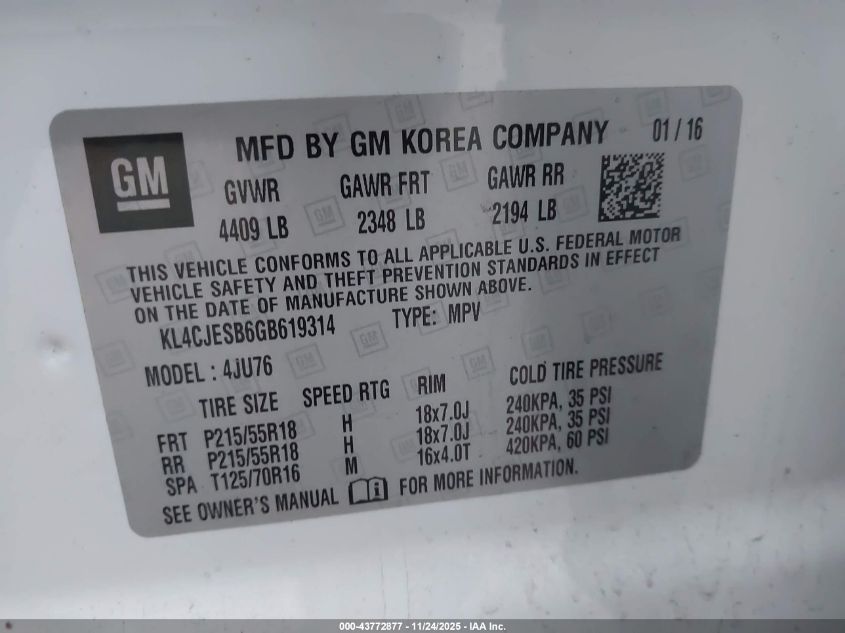 GM
MFD BY GM KOREA COMPANY 01 / 16
GVWR GAWR FRT GAWR RR
4409 LB 2348 LB 2194 LB
THIS VEHICLE CONFORMS TO ALL APPLICABLE U.S. FEDERAL MOTOR
VEHICLE SAFETY AND THEFT PREVENTION STANDARDS IN EFFECT
ON THE DATE OF MANUFACTURE SHOWN ABOVE.
KL4CJESB6GB619314 TYPE: MPV
MODEL : 4JU76
TIRE SIZE SPEED RTG RIM COLD TIRE PRESSURE
FRT P215/55R18 H 18x7.0J 240KPA, 35 PSI
RR P215/55R18 H 18x7.0J 240KPA, 35 PSI
SPA T125/70R16 M 16x4.0T 420KPA, 60 PSI
SEE OWNER'S MANUAL FOR MORE INFORMATION.
000-43772877 - 11/24/2025 - IAA Inc.